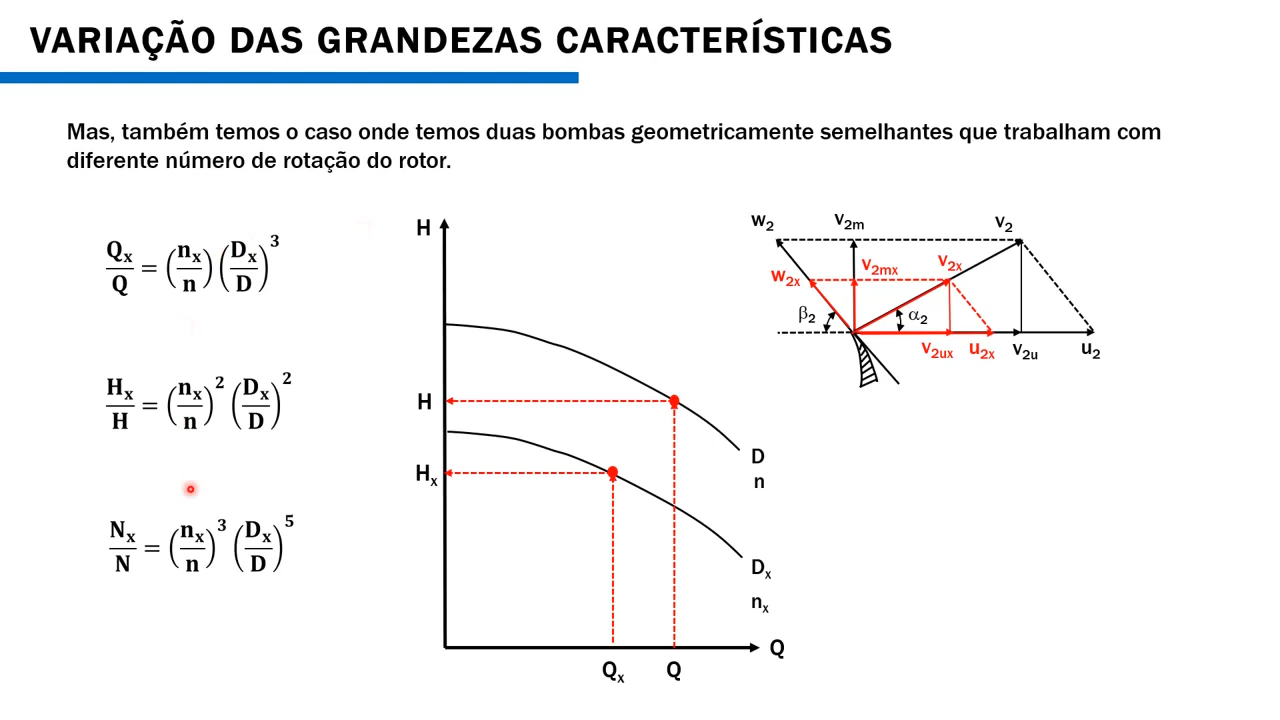 VARIAÇÃO DAS GRANDEZAS CARACTERÍSTICAS
Mas, também temos o caso onde temos duas bombas geometricamente semelhantes que trabalham com
diferente número de rotação do rotor.
Qₓ/Q = (nₓ/n) (Dₓ/D)³
Hₓ/H = (nₓ/n)² (Dₓ/D)²
Nₓ/N = (nₓ/n)³ (Dₓ/D)⁵
H
H
Hₓ
D
n
Dₓ
nₓ
Q
Qₓ
Q
w₂
v₂ₘ
v₂
w₂ₓ
v₂ₘₓ
v₂ₓ
β₂
α₂
v₂ᵤₓ
u₂ₓ
v₂ᵤ
u₂